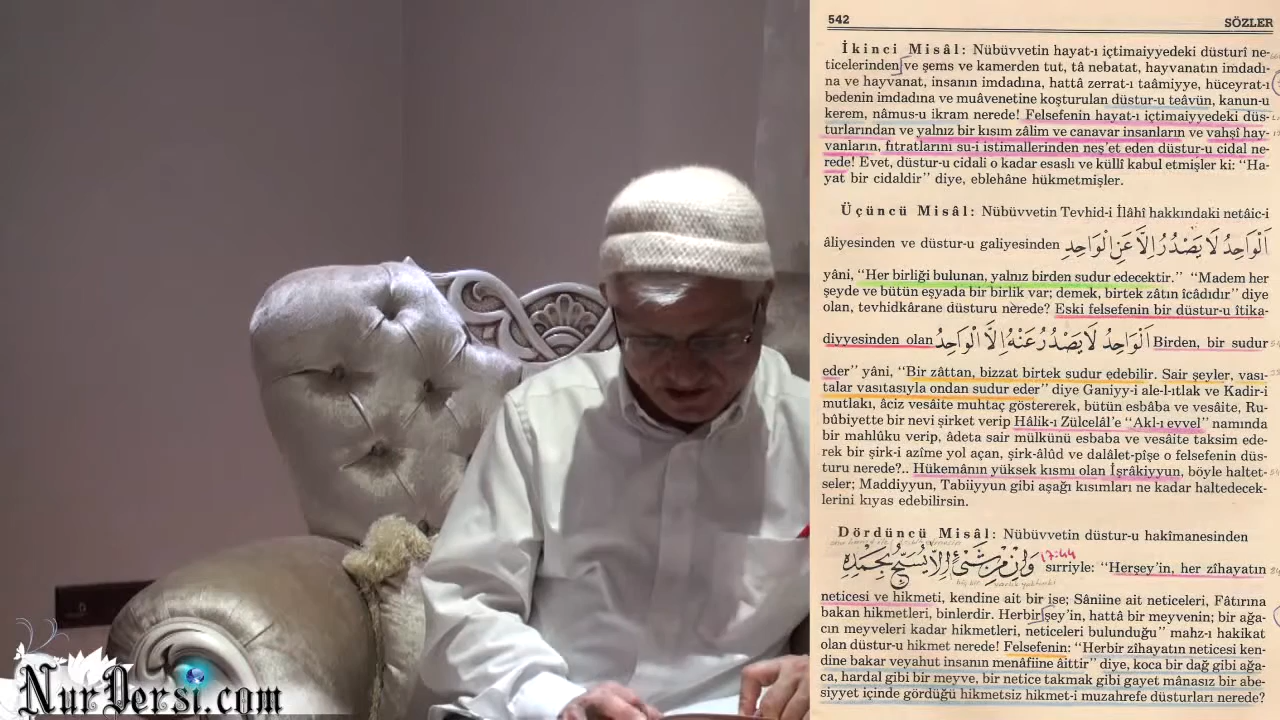 542
SÖZLER
İkinci Misâl: Nübüvvetin hayat-ı içtimaiyyedeki düsturî ne-
ticelerinden ve şems ve kamerden tut, tâ nebatat, hayvanatın imdadı-
na ve hayvanat, insanın imdadına, hattâ zerrat-ı taâmiyye, hüceyrat-ı
bedenin imdadına ve muâvenetine koşturulan düstur-u teâvün, kanun-u
kerem, nâmus-u ikram nerede! Felsefenin hayat-ı içtimaiyyedeki düs-
turlarından ve yalnız bir kısım zâlim ve canavar insanların ve vahşî hay-
vanların, fıtratlarını su-i istimallerinden neş'et eden düstur-u cidal ne-
rede! Evet, düstur-u cidali o kadar esaslı ve küllî kabul etmişler ki: "Ha-
yat bir cidaldir" diye, eblehâne hükmetmişler.
Üçüncü Misâl: Nübüvvetin Tevhid-i İlâhî hakkındaki netâic-i
âliyesinden ve düstur-u galiyesinden اَلْوَاحِدُ لَا يَصْدُرُ اِلَّا عَنِ الْوَاحِدِ
yâni, "Her birliği bulunan, yalnız birden sudur edecektir." "Madem her
şeyde ve bütün eşyada bir birlik var; demek, birtek zâtın îcâdıdır" diye
olan, tevhidkârane düsturu nerede? Eski felsefenin bir düstur-u îtika-
diyyesinden olan اَلْوَاحِدُ لَا يَصْدُرُ عَنْهُ اِلَّا الْوَاحِدُ Birden, bir sudur
eder" yâni, "Bir zâttan, bizzat birtek sudur edebilir. Sair şeyler, vası-
talar vasıtasıyla ondan sudur eder" diye Ganiyy-i ale-l-ıtlak ve Kadir-i
mutlakı, âciz vesâite muhtaç göstererek, bütün esbâba ve vesâite, Ru-
bûbiyette bir nevi şirket verip Hâlik-ı Zülcelâl'e "Akl-ı evvel" namında
bir mahlûku verip, âdeta sair mülkünü esbaba ve vesâite taksim ede-
rek bir şirk-i azîme yol açan, şirk-âlûd ve dalâlet-pîşe o felsefenin düs-
turu nerede?.. Hükemânın yüksek kısmı olan İşrâkiyyun, böyle haltet-
seler; Maddiyyun, Tabiiyyun gibi aşağı kısımları ne kadar haltedecek-
lerini kıyas edebilirsin.
Dördüncü Misâl: Nübüvvetin düstur-u hakîmanesinden
وَاِنْ مِنْ شَيْءٍ اِلَّا يُسَبِّحُ بِحَمْدِهِ 17:44 sırriyle: "Herşey'in, her zîhayatın
neticesi ve hikmeti, kendine ait bir ise; Sâniine ait neticeleri, Fâtırına
bakan hikmetleri, binlerdir. Herbir şey'in, hattâ bir meyvenin; bir ağa-
cın meyveleri kadar hikmetleri, neticeleri bulunduğu" mahz-ı hakikat
olan düstur-u hikmet nerede! Felsefenin: "Herbir zîhayatın neticesi ken-
dine bakar veyahut insanın menâfiine âittir" diye, koca bir dağ gibi ağa-
ca, hardal gibi bir meyve, bir netice takmak gibi gayet mânasız bir abe-
siyyet içinde gördüğü hikmetsiz hikmet-i muzahrefe düsturları nerede?
NurDersi.com